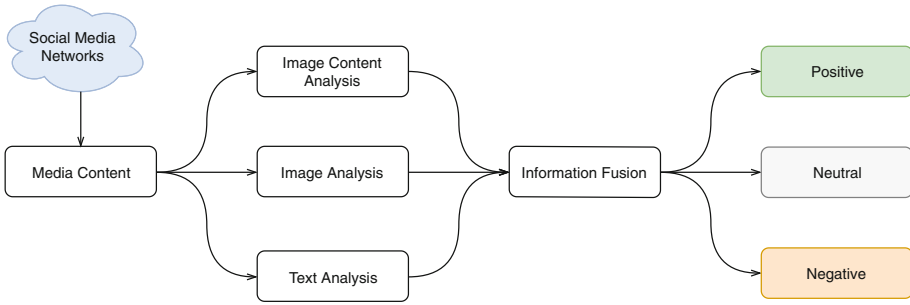 Social Media
Networks
Media Content
Image Content
Analysis
Image Analysis
Text Analysis
Information Fusion
Positive
Neutral
Negative